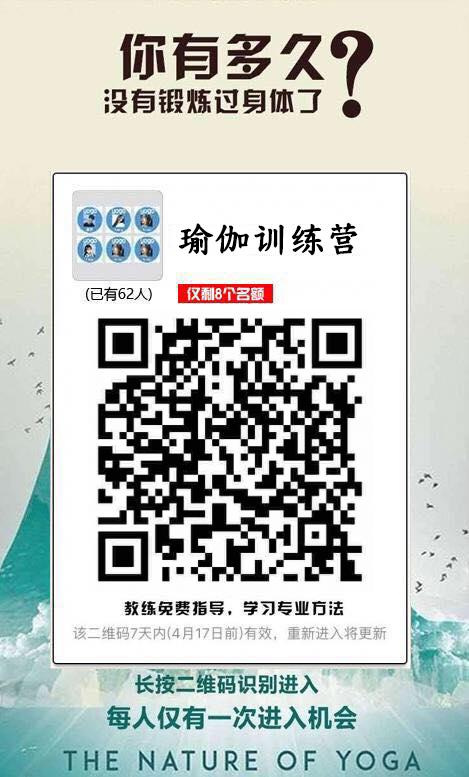 你有多久?
没有锻炼过身体了
瑜伽训练营
(已有62人)
仅剩8个名额
教练免费指导，学习专业方法
该二维码7天内(4月17日前)有效，重新进入将更新
长按二维码识别进入
每人仅有一次进入机会
THE NATURE OF YOGA